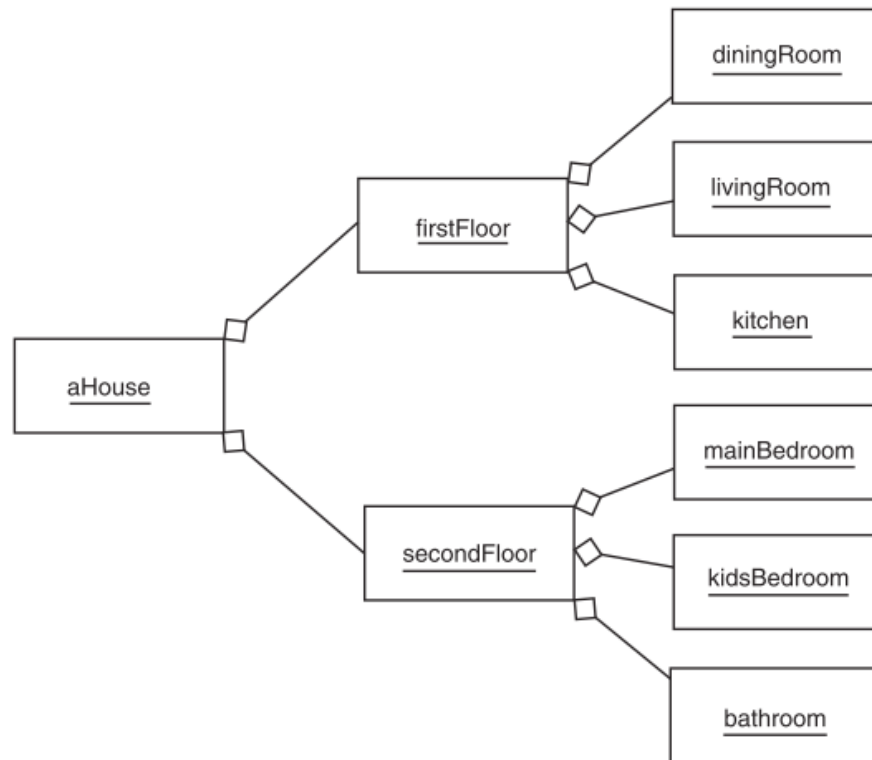 diningRoom
livingRoom
firstFloor
kitchen
aHouse
mainBedroom
secondFloor
kidsBedroom
bathroom